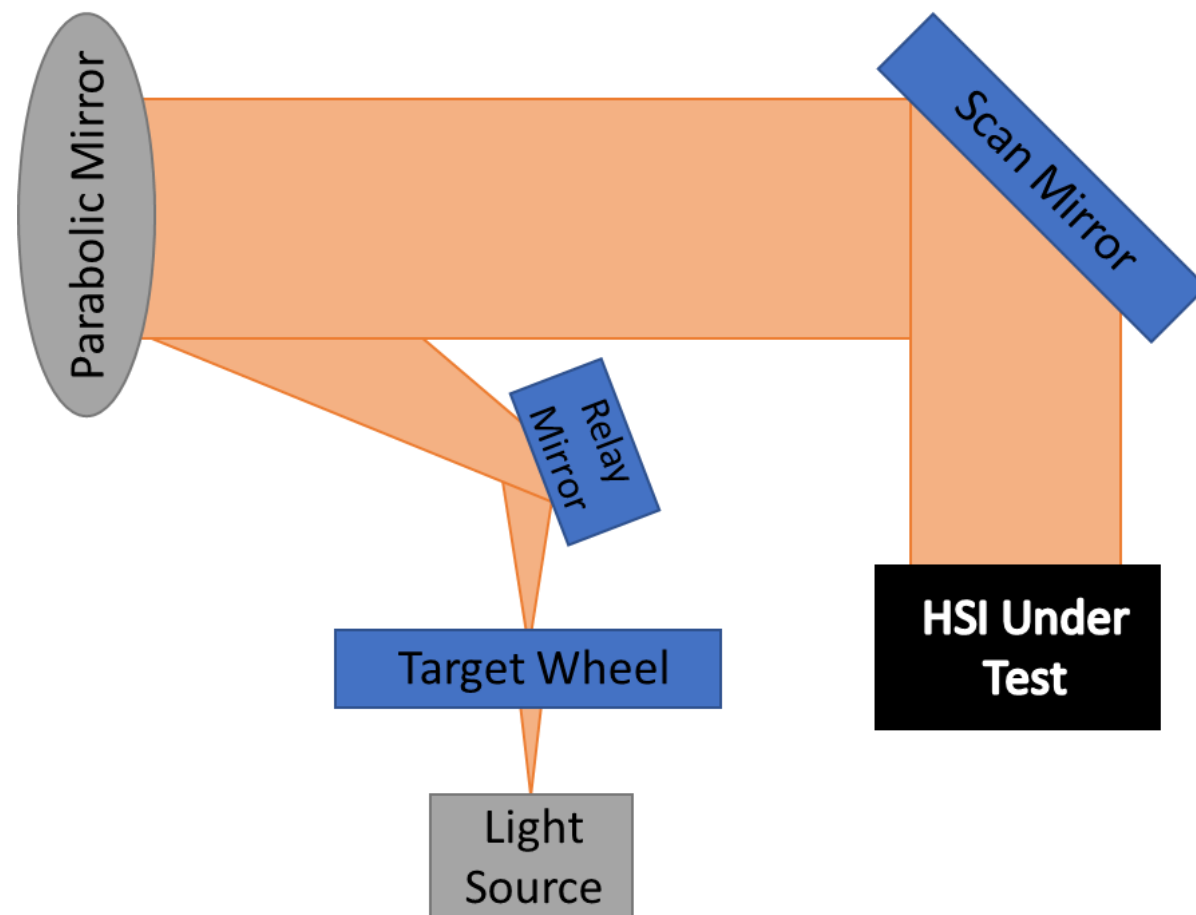 Parabolic Mirror
Scan Mirror
Relay
Mirror
Target Wheel
HSI Under
Test
Light
Source